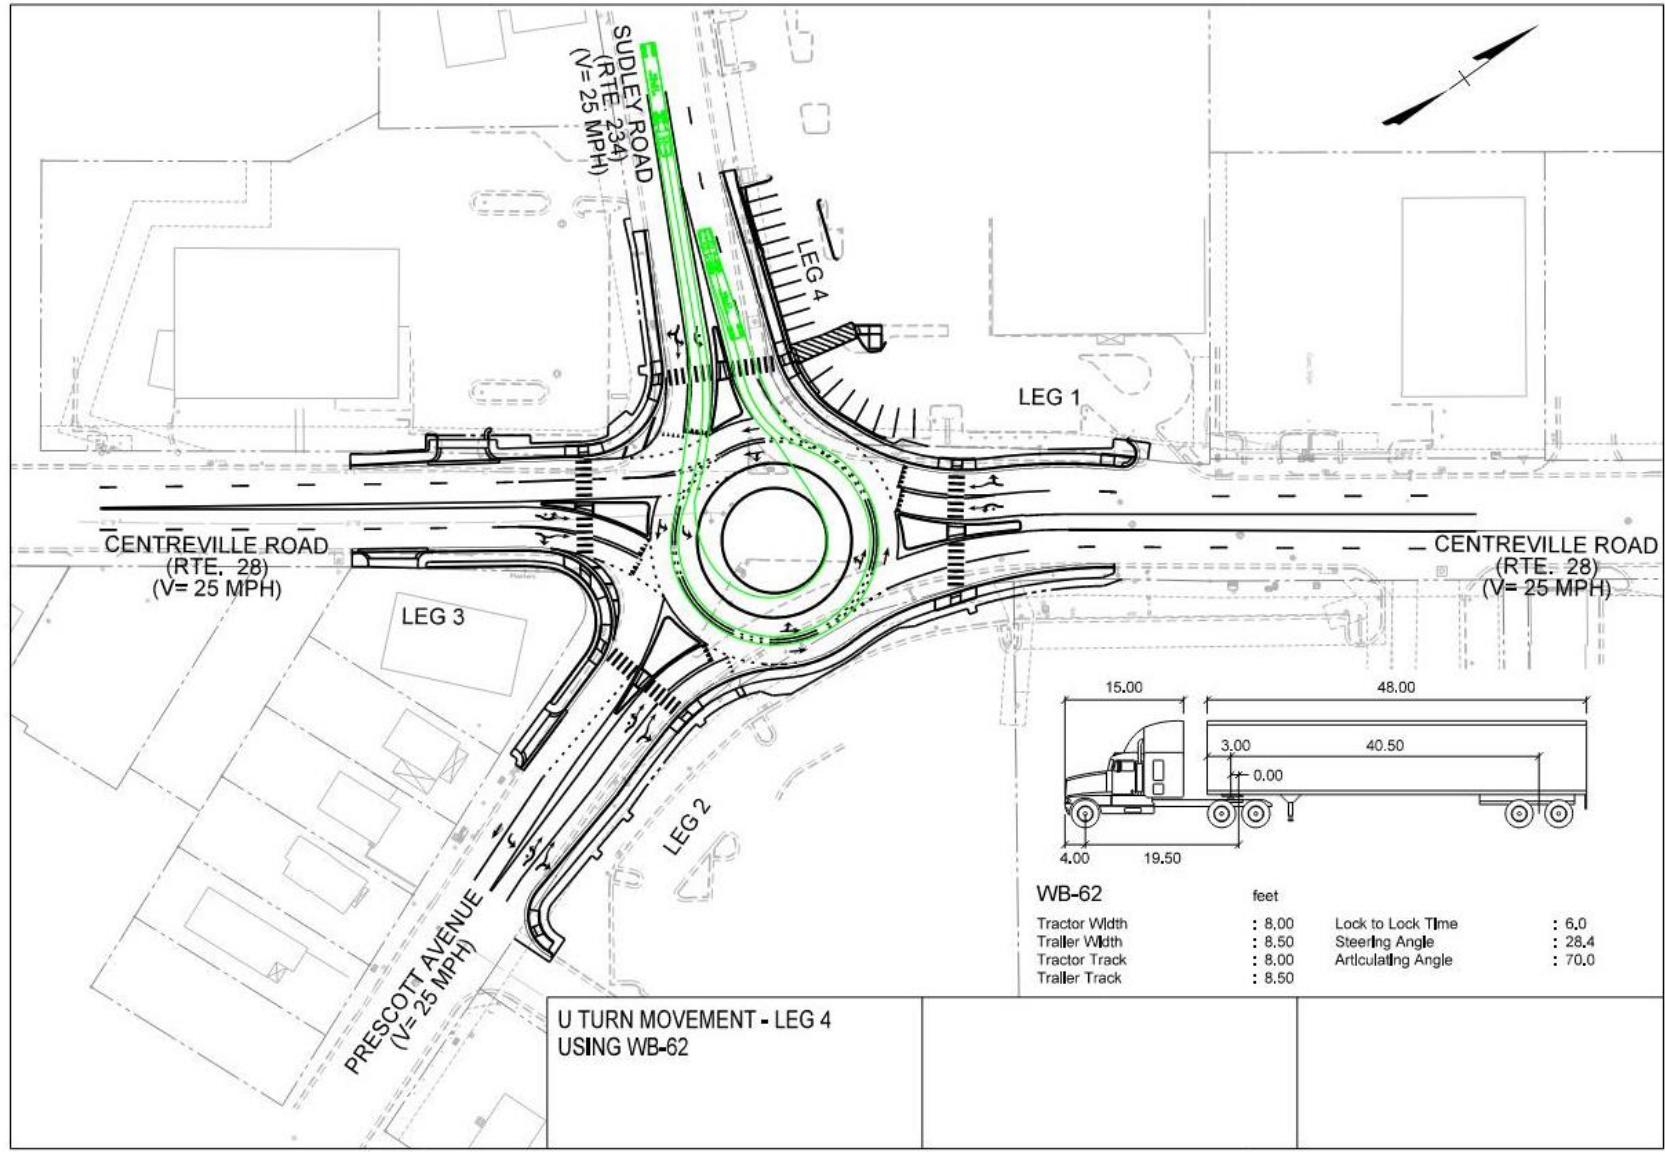 SUDLEY ROAD
(RTE. 234)
(V= 25 MPH)
LEG 4
LEG 1
CENTREVILLE ROAD
(RTE. 28)
(V= 25 MPH)
CENTREVILLE ROAD
(RTE. 28)
(V= 25 MPH)
LEG 3
LEG 2
PRESCOTT AVENUE
(V= 25 MPH)
15.00
48.00
3.00
40.50
0.00
4.00
19.50
WB-62
feet
Tractor Width : 8.00 Lock to Lock Time : 6.0
Trailer Width : 8.50 Steering Angle : 28.4
Tractor Track : 8.00 Articulating Angle : 70.0
Trailer Track : 8.50
U TURN MOVEMENT - LEG 4
USING WB-62